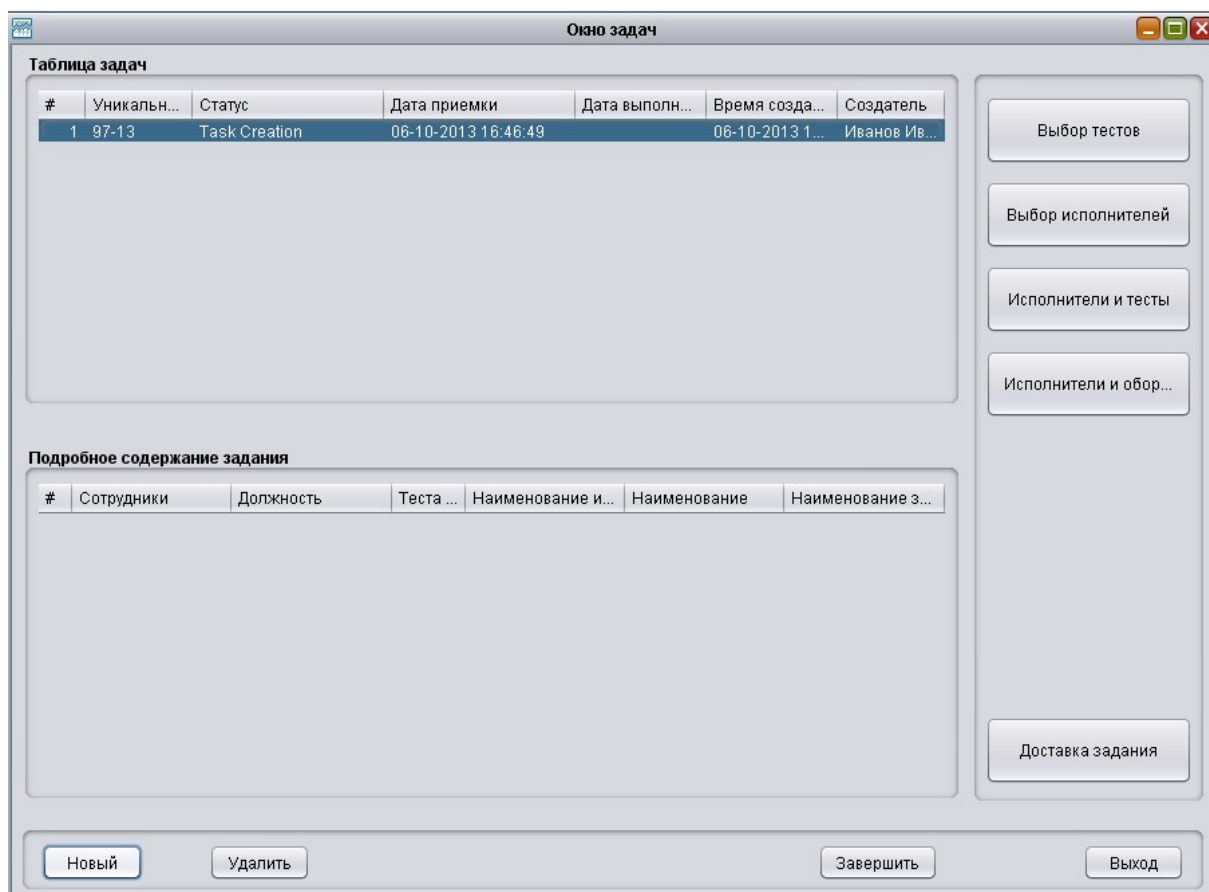 Окно задач
Таблица задач
# Уникальн... Статус Дата приемки Дата выполн... Время созда... Создатель
1 97-13 Task Creation 06-10-2013 16:46:49 06-10-2013 1... Иванов Ив...
Выбор тестов
Выбор исполнителей
Исполнители и тесты
Исполнители и обор...
Подробное содержание задания
# Сотрудники Должность Теста ... Наименование и... Наименование Наименование з...
Доставка задания
Новый Удалить Завершить Выход